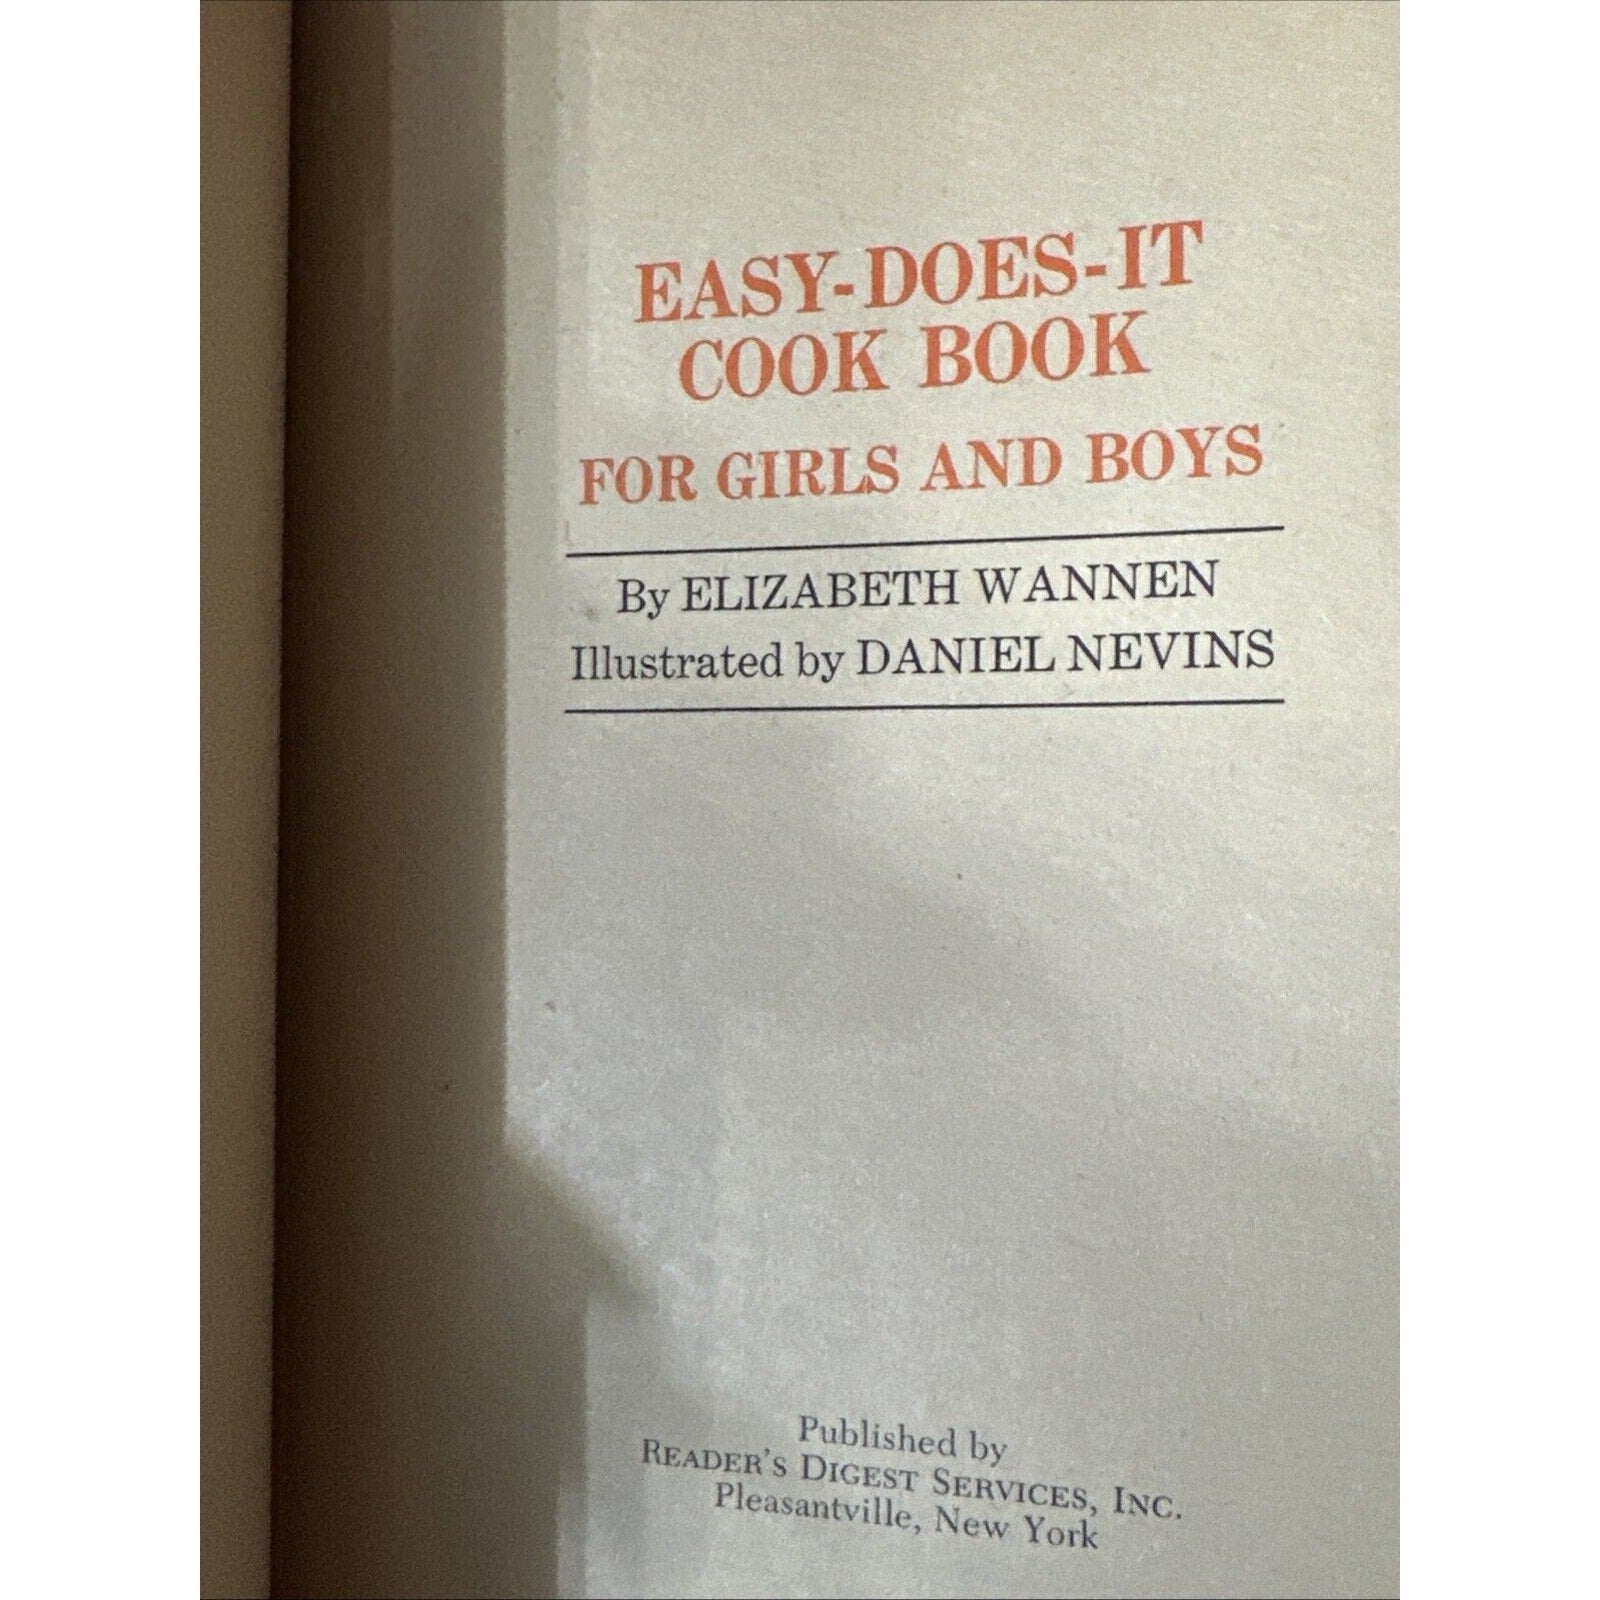 EASY-DOES-IT
COOK BOOK
FOR GIRLS AND BOYS
By ELIZABETH WANNEN
Illustrated by DANIEL NEVINS
Published by
READER'S DIGEST SERVICES, INC.
Pleasantville, New York